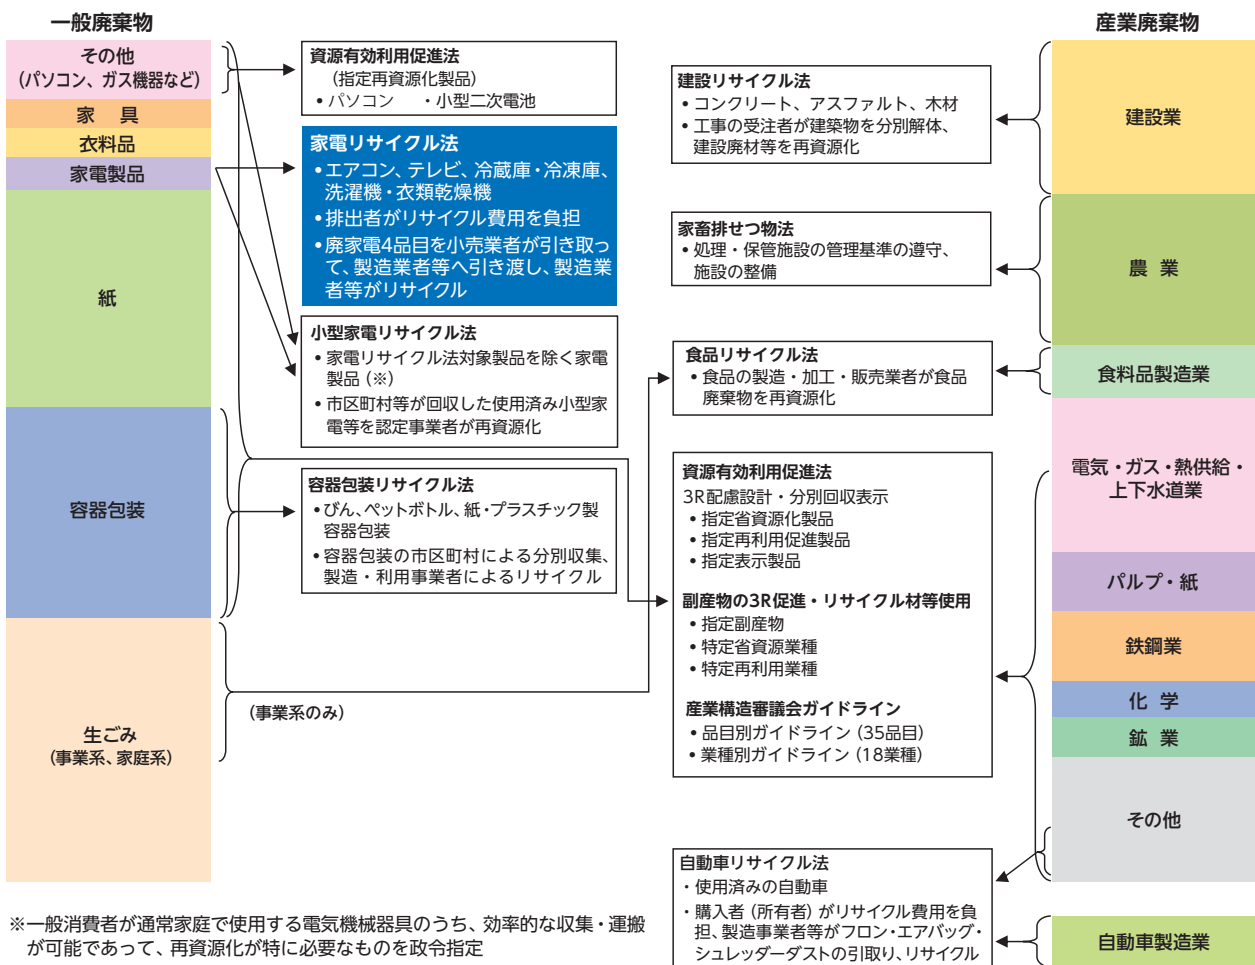 一般廃棄物
その他
（パソコン、ガス機器など）
家　具
衣料品
家電製品
紙
容器包装
生ごみ
（事業系、家庭系）
資源有効利用促進法
（指定再資源化製品）
• パソコン　・小型二次電池
家電リサイクル法
• エアコン、テレビ、冷蔵庫・冷凍庫、
洗濯機・衣類乾燥機
• 排出者がリサイクル費用を負担
• 廃家電4品目を小売業者が引き取っ
て、製造業者等へ引き渡し、製造業
者等がリサイクル
小型家電リサイクル法
• 家電リサイクル法対象製品を除く家電
製品（※）
• 市区町村等が回収した使用済み小型家
電等を認定事業者が再資源化
容器包装リサイクル法
• びん、ペットボトル、紙・プラスチック製
容器包装
• 容器包装の市区町村による分別収集、
製造・利用事業者によるリサイクル
（事業系のみ）
建設リサイクル法
• コンクリート、アスファルト、木材
• 工事の受注者が建築物を分別解体、
建設廃材等を再資源化
家畜排せつ物法
• 処理・保管施設の管理基準の遵守、
施設の整備
食品リサイクル法
• 食品の製造・加工・販売業者が食品
廃棄物を再資源化
資源有効利用促進法
3R配慮設計・分別回収表示
• 指定省資源化製品
• 指定再利用促進製品
• 指定表示製品
副産物の3R促進・リサイクル材等使用
• 指定副産物
• 特定省資源業種
• 特定再利用業種
産業構造審議会ガイドライン
• 品目別ガイドライン（35品目）
• 業種別ガイドライン（18業種）
自動車リサイクル法
・使用済みの自動車
・購入者（所有者）がリサイクル費用を負
担、製造事業者等がフロン・エアバッグ・
シュレッダーダストの引取り、リサイクル
産業廃棄物
建設業
農 業
食料品製造業
電気・ガス・熱供給・
上下水道業
パルプ・紙
鉄鋼業
化 学
鉱 業
その他
自動車製造業
※一般消費者が通常家庭で使用する電気機械器具のうち、効率的な収集・運搬
が可能であって、再資源化が特に必要なものを政令指定